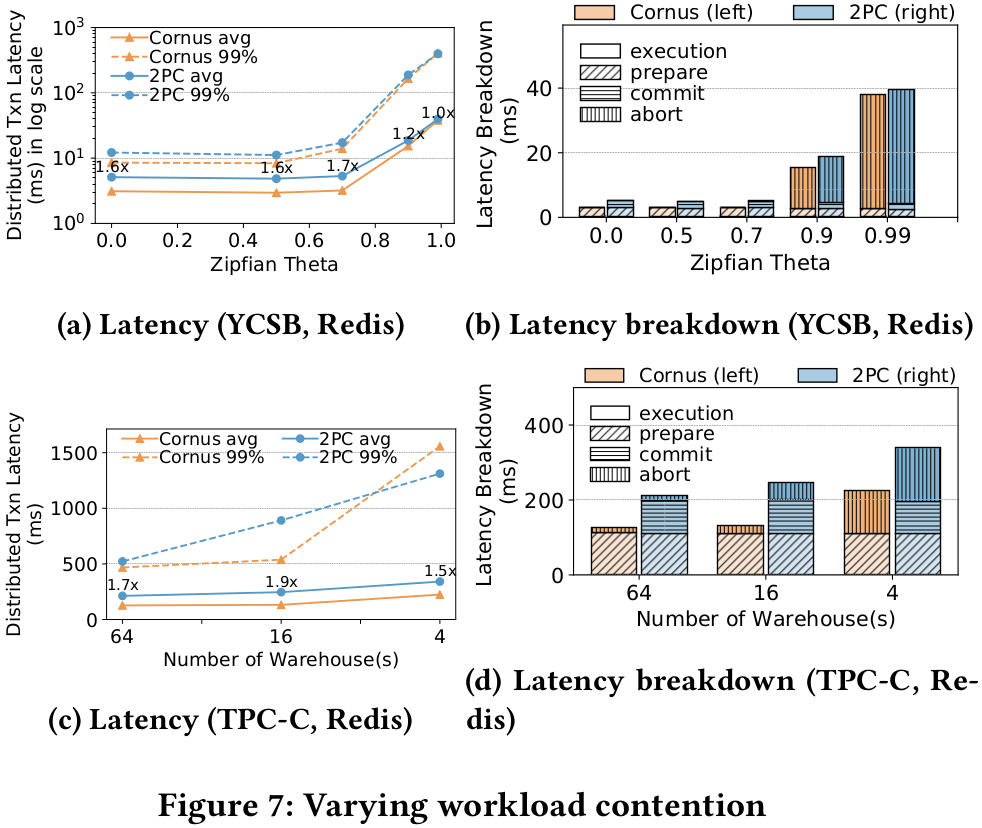 Distributed Txn Latency
(ms) in log scale
10³
10²
10¹
10⁰
Cornus avg
Cornus 99%
2PC avg
2PC 99%
1.6x
1.6x
1.7x
1.2x
1.0x
0.0 0.2 0.4 0.6 0.8 1.0
Zipfian Theta
(a) Latency (YCSB, Redis)
Cornus (left) 2PC (right)
Latency Breakdown
(ms)
40
20
0
execution
prepare
commit
abort
0.0 0.5 0.7 0.9 0.99
Zipfian Theta
(b) Latency breakdown (YCSB, Redis)
Distributed Txn Latency
(ms)
1500
1000
500
0
Cornus avg 2PC avg
Cornus 99% 2PC 99%
1.7x
1.9x
1.5x
64 16 4
Number of Warehouse(s)
(c) Latency (TPC-C, Redis)
Cornus (left) 2PC (right)
Latency Breakdown
(ms)
400
200
0
execution
prepare
commit
abort
64 16 4
Number of Warehouse(s)
(d) Latency breakdown (TPC-C, Re-
dis)
Figure 7: Varying workload contention